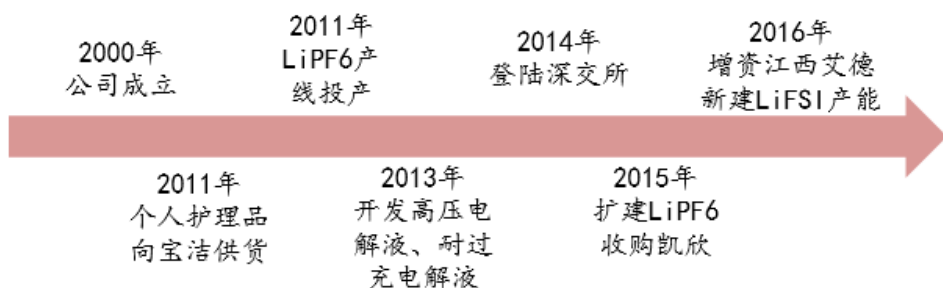 2000年
公司成立
2011年
LiPF6产
线投产
2014年
登陆深交所
2016年
增资江西艾德
新建LiFSI产能
2011年
个人护理品
向宝洁供货
2013年
开发高压电
解液、耐过
充电解液
2015年
扩建LiPF6
收购凯欣